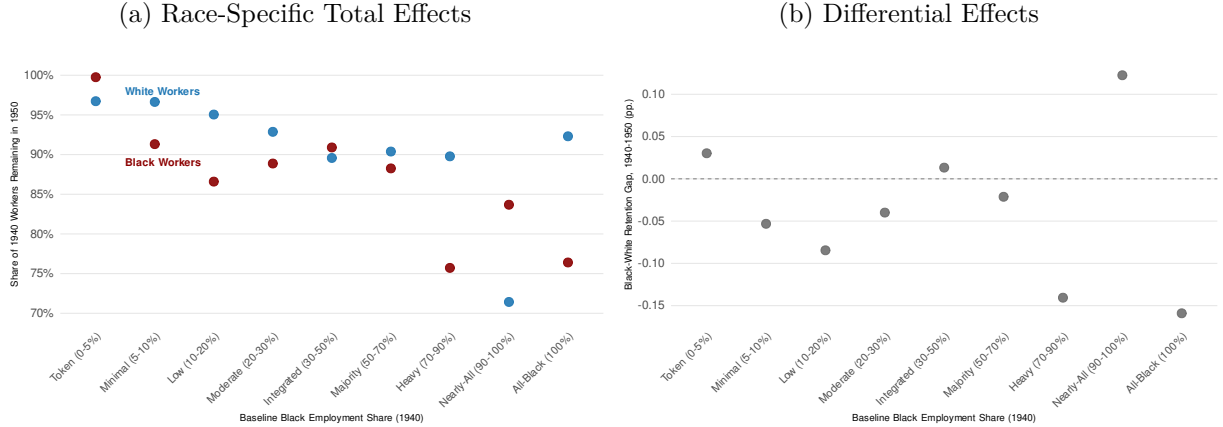 (a) Race-Specific Total Effects
Share of 1940 Workers Remaining in 1950
100%
95%
90%
85%
80%
75%
70%
White Workers
Black Workers
Token (0-5%)
Minimal (5-10%)
Low (10-20%)
Moderate (20-30%)
Integrated (30-50%)
Majority (50-70%)
Heavy (70-90%)
Nearly-All (90-100%)
All-Black (100%)
Baseline Black Employment Share (1940)
(b) Differential Effects
Black-White Retention Gap, 1940-1950 (pp.)
0.10
0.05
0.00
-0.05
-0.10
-0.15
Token (0-5%)
Minimal (5-10%)
Low (10-20%)
Moderate (20-30%)
Integrated (30-50%)
Majority (50-70%)
Heavy (70-90%)
Nearly-All (90-100%)
All-Black (100%)
Baseline Black Employment Share (1940)